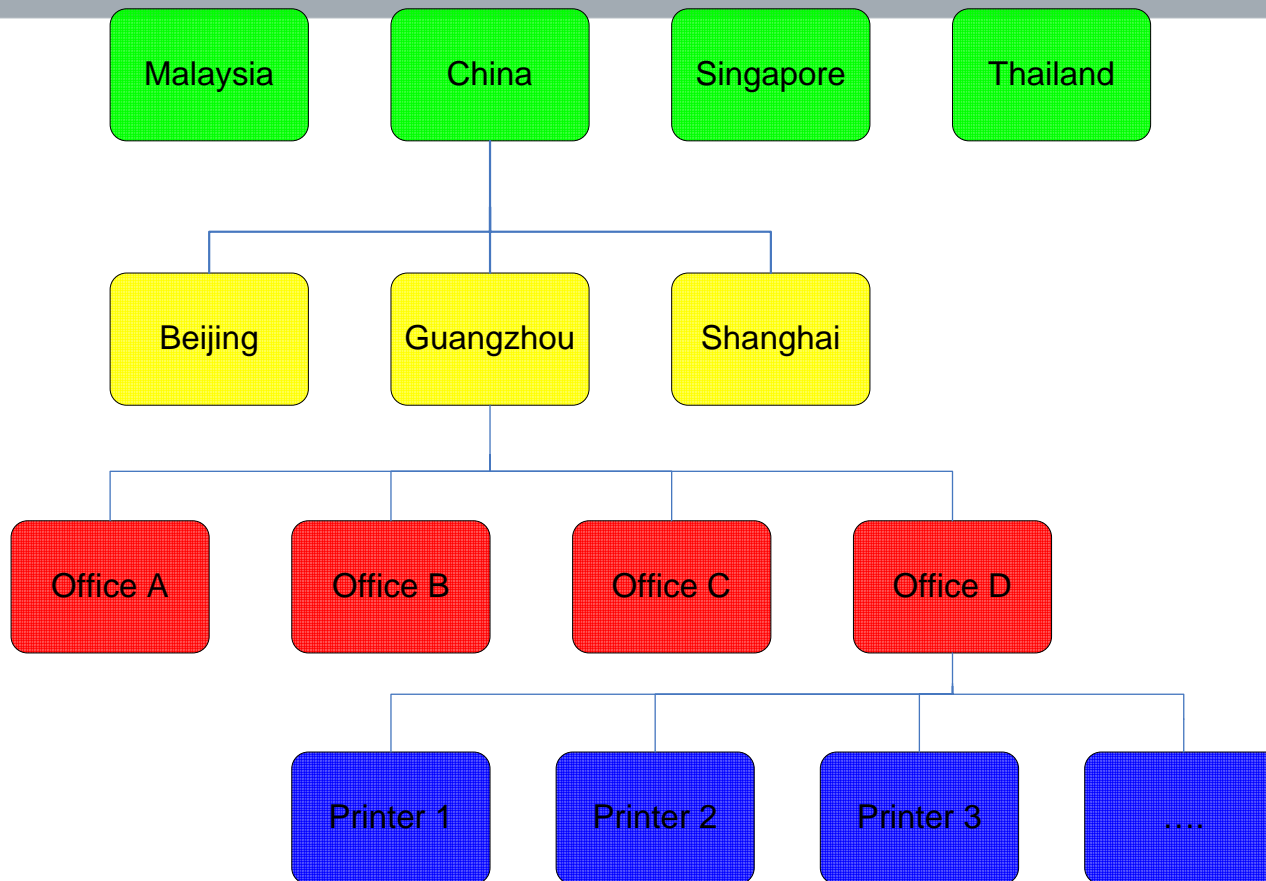 Malaysia
China
Singapore
Thailand
Beijing
Guangzhou
Shanghai
Office A
Office B
Office C
Office D
Printer 1
Printer 2
Printer 3
....